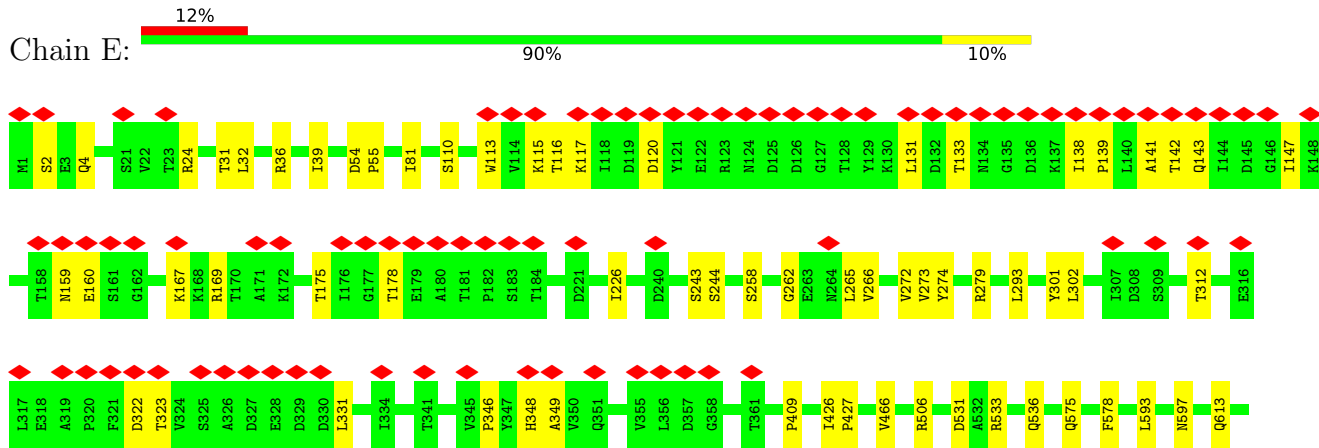 12%
Chain E:
90%
10%
M1 S2 E3 Q4 S21 V22 T23 R24 T31 L32 R36 I39 D54 P55 I81 S110 W113 V114 K115 T116 K117 I118 D119 D120 Y121 E122 R123 N124 D125 D126 G127 T128 Y129 K130 L131 D132 T133 N134 G135 D136 K137 I138 P139 L140 A141 T142 Q143 I144 D145 G146 I147 K148
T158 N159 E160 S161 G162 K167 K168 R169 T170 A171 K172 T175 I176 G177 T178 E179 A180 T181 P182 S183 T184 D221 I226 D240 S243 S244 S258 G262 E263 N264 L265 V266 V272 V273 Y274 R279 L293 Y301 L302 I307 D308 S309 T312 E316
L317 E318 A319 P320 F321 D322 T323 V324 S325 A326 D327 E328 D329 D330 L331 I334 T341 V345 P346 Y347 H348 A349 V350 Q351 V355 L356 D357 G358 T361 P409 I426 P427 V466 R506 D531 A532 R533 Q536 Q575 F578 L593 N597 Q613